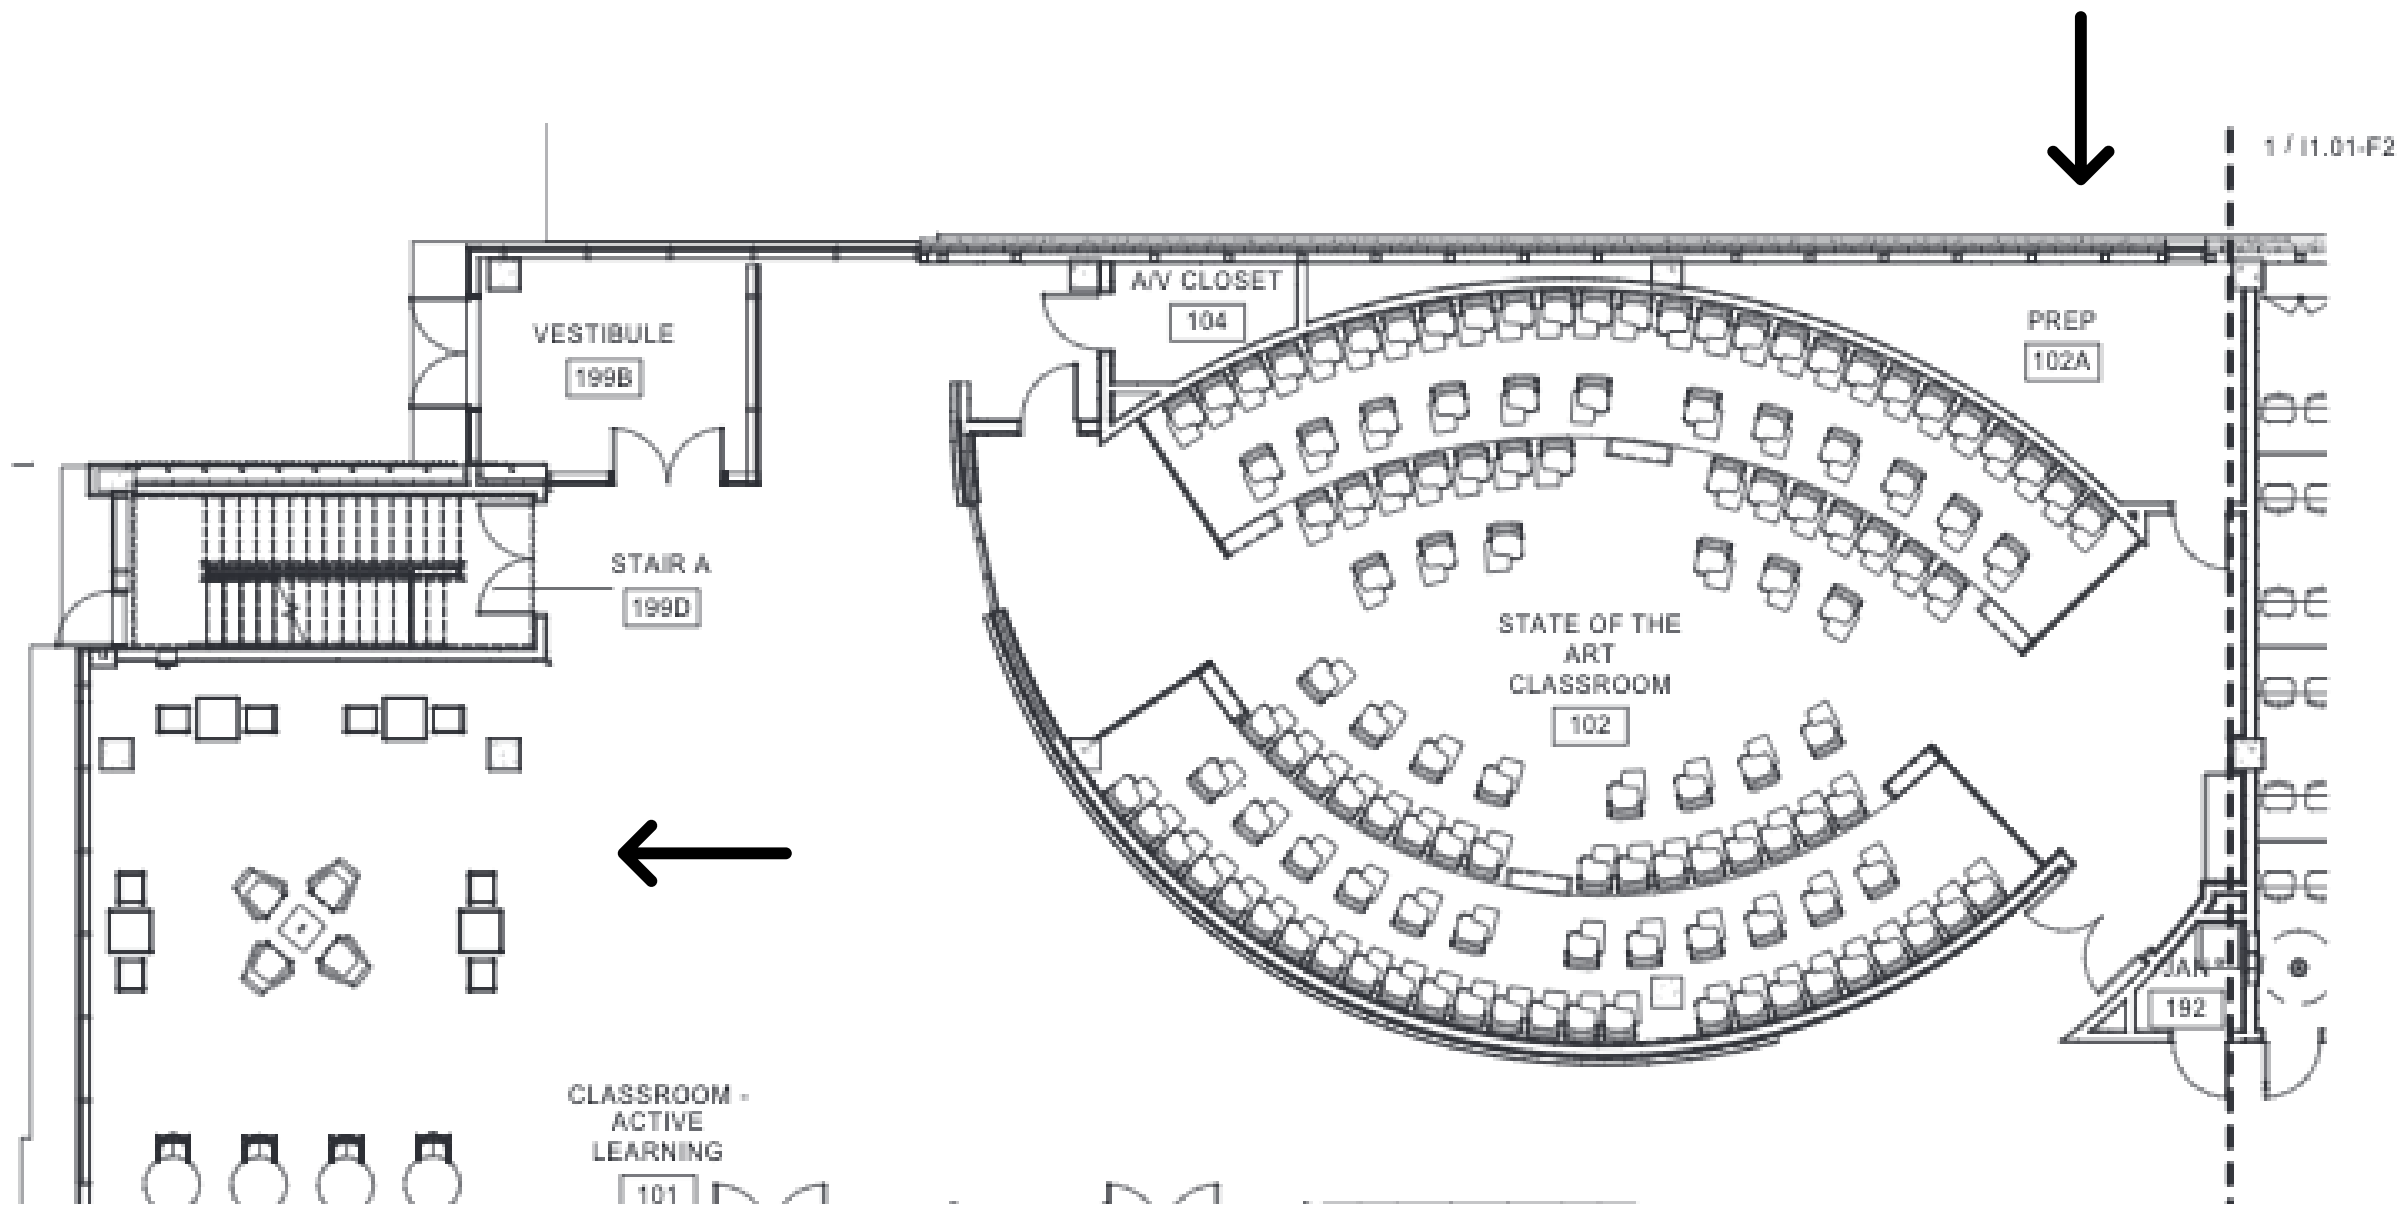 1 / I1.01-F2
A/V CLOSET
104
VESTIBULE
199B
PREP
102A
STAIR A
199D
STATE OF THE
ART
CLASSROOM
102
JAN
192
CLASSROOM -
ACTIVE
LEARNING
101